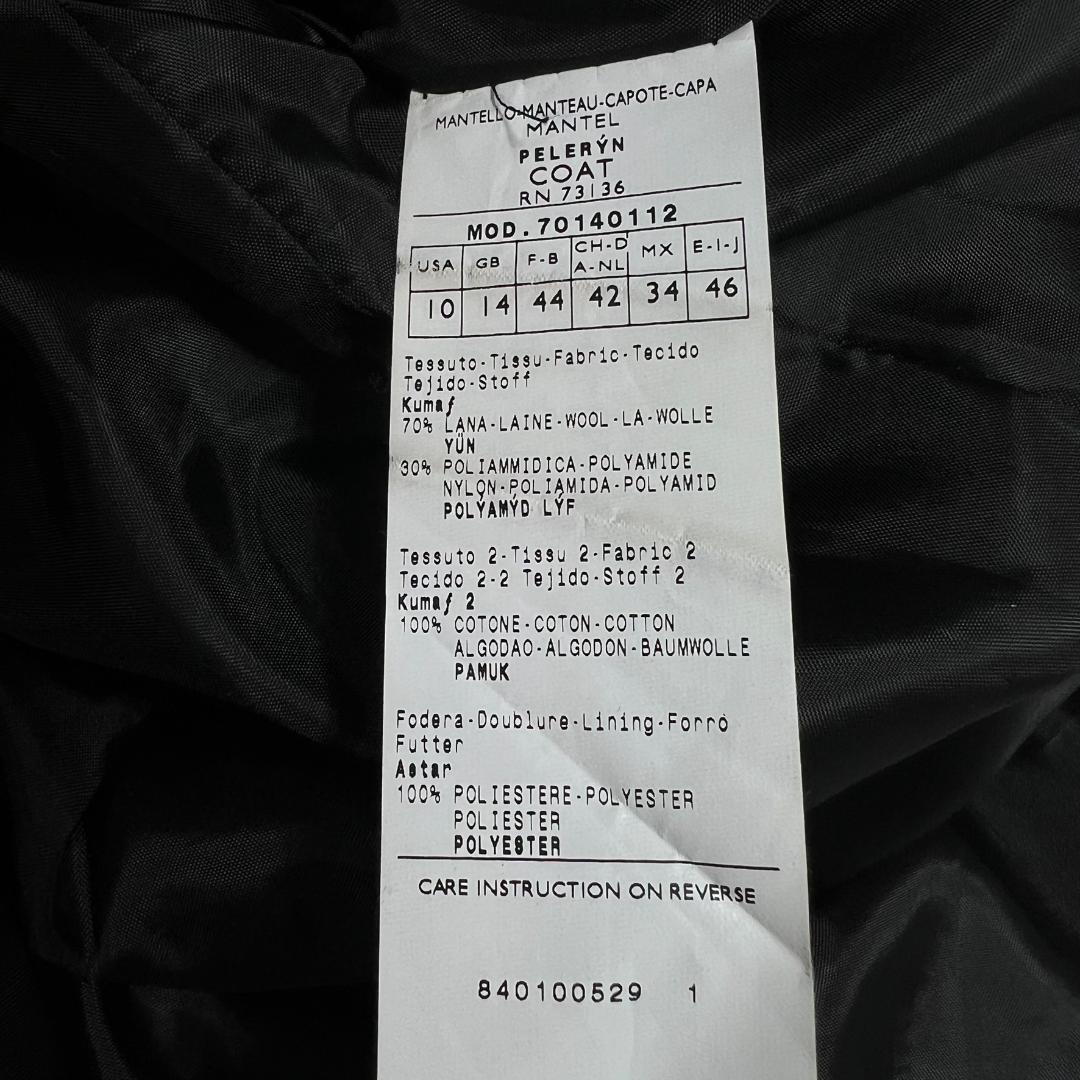 MANTELLO-MANTEAU-CAPOTE-CAPA
MANTEL
PELERÝN
COAT
RN 73136
MOD. 70140112
USA GB F-B CH-D A-NL MX E-I-J
10 14 44 42 34 46
Tessuto-Tissu-Fabric-Tecido
Tejido-Stoff
Kumaƒ
70% LANA-LAINE-WOOL-LA-WOLLE
YÜN
30% POLIAMMIDICA-POLYAMIDE
NYLON-POLIAMIDA-POLYAMID
POLÝAMÝD LÝF
Tessuto 2-Tissu 2-Fabric 2
Tecido 2-2 Tejido-Stoff 2
Kumaƒ 2
100% COTONE-COTON-COTTON
ALGODAO-ALGODON-BAUMWOLLE
PAMUK
Fodera-Doublure-Lining-Forrò
Futter
Astar
100% POLIESTERE-POLYESTER
POLIESTER
POLYESTER
CARE INSTRUCTION ON REVERSE
840100529 1